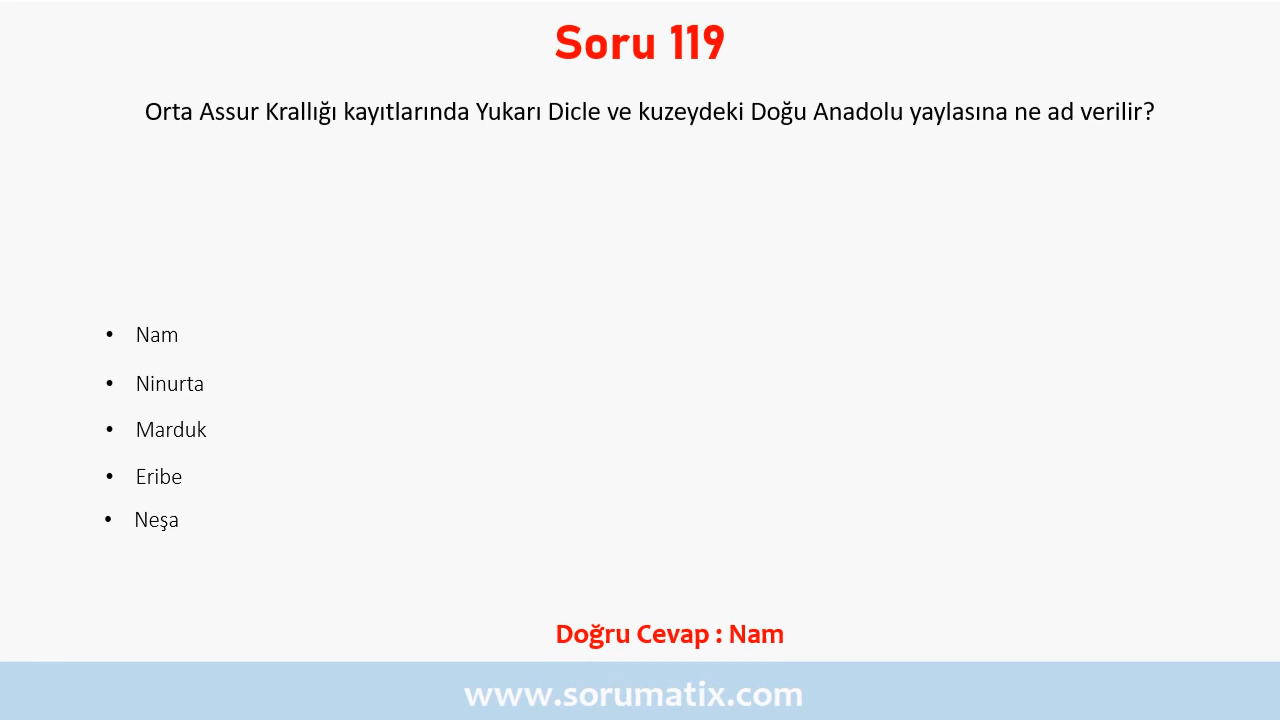 Soru 119
Orta Assur Krallığı kayıtlarında Yukarı Dicle ve kuzeydeki Doğu Anadolu yaylasına ne ad verilir?
• Nam
• Ninurta
• Marduk
• Eribe
• Neşa
Doğru Cevap : Nam
www.sorumatix.com